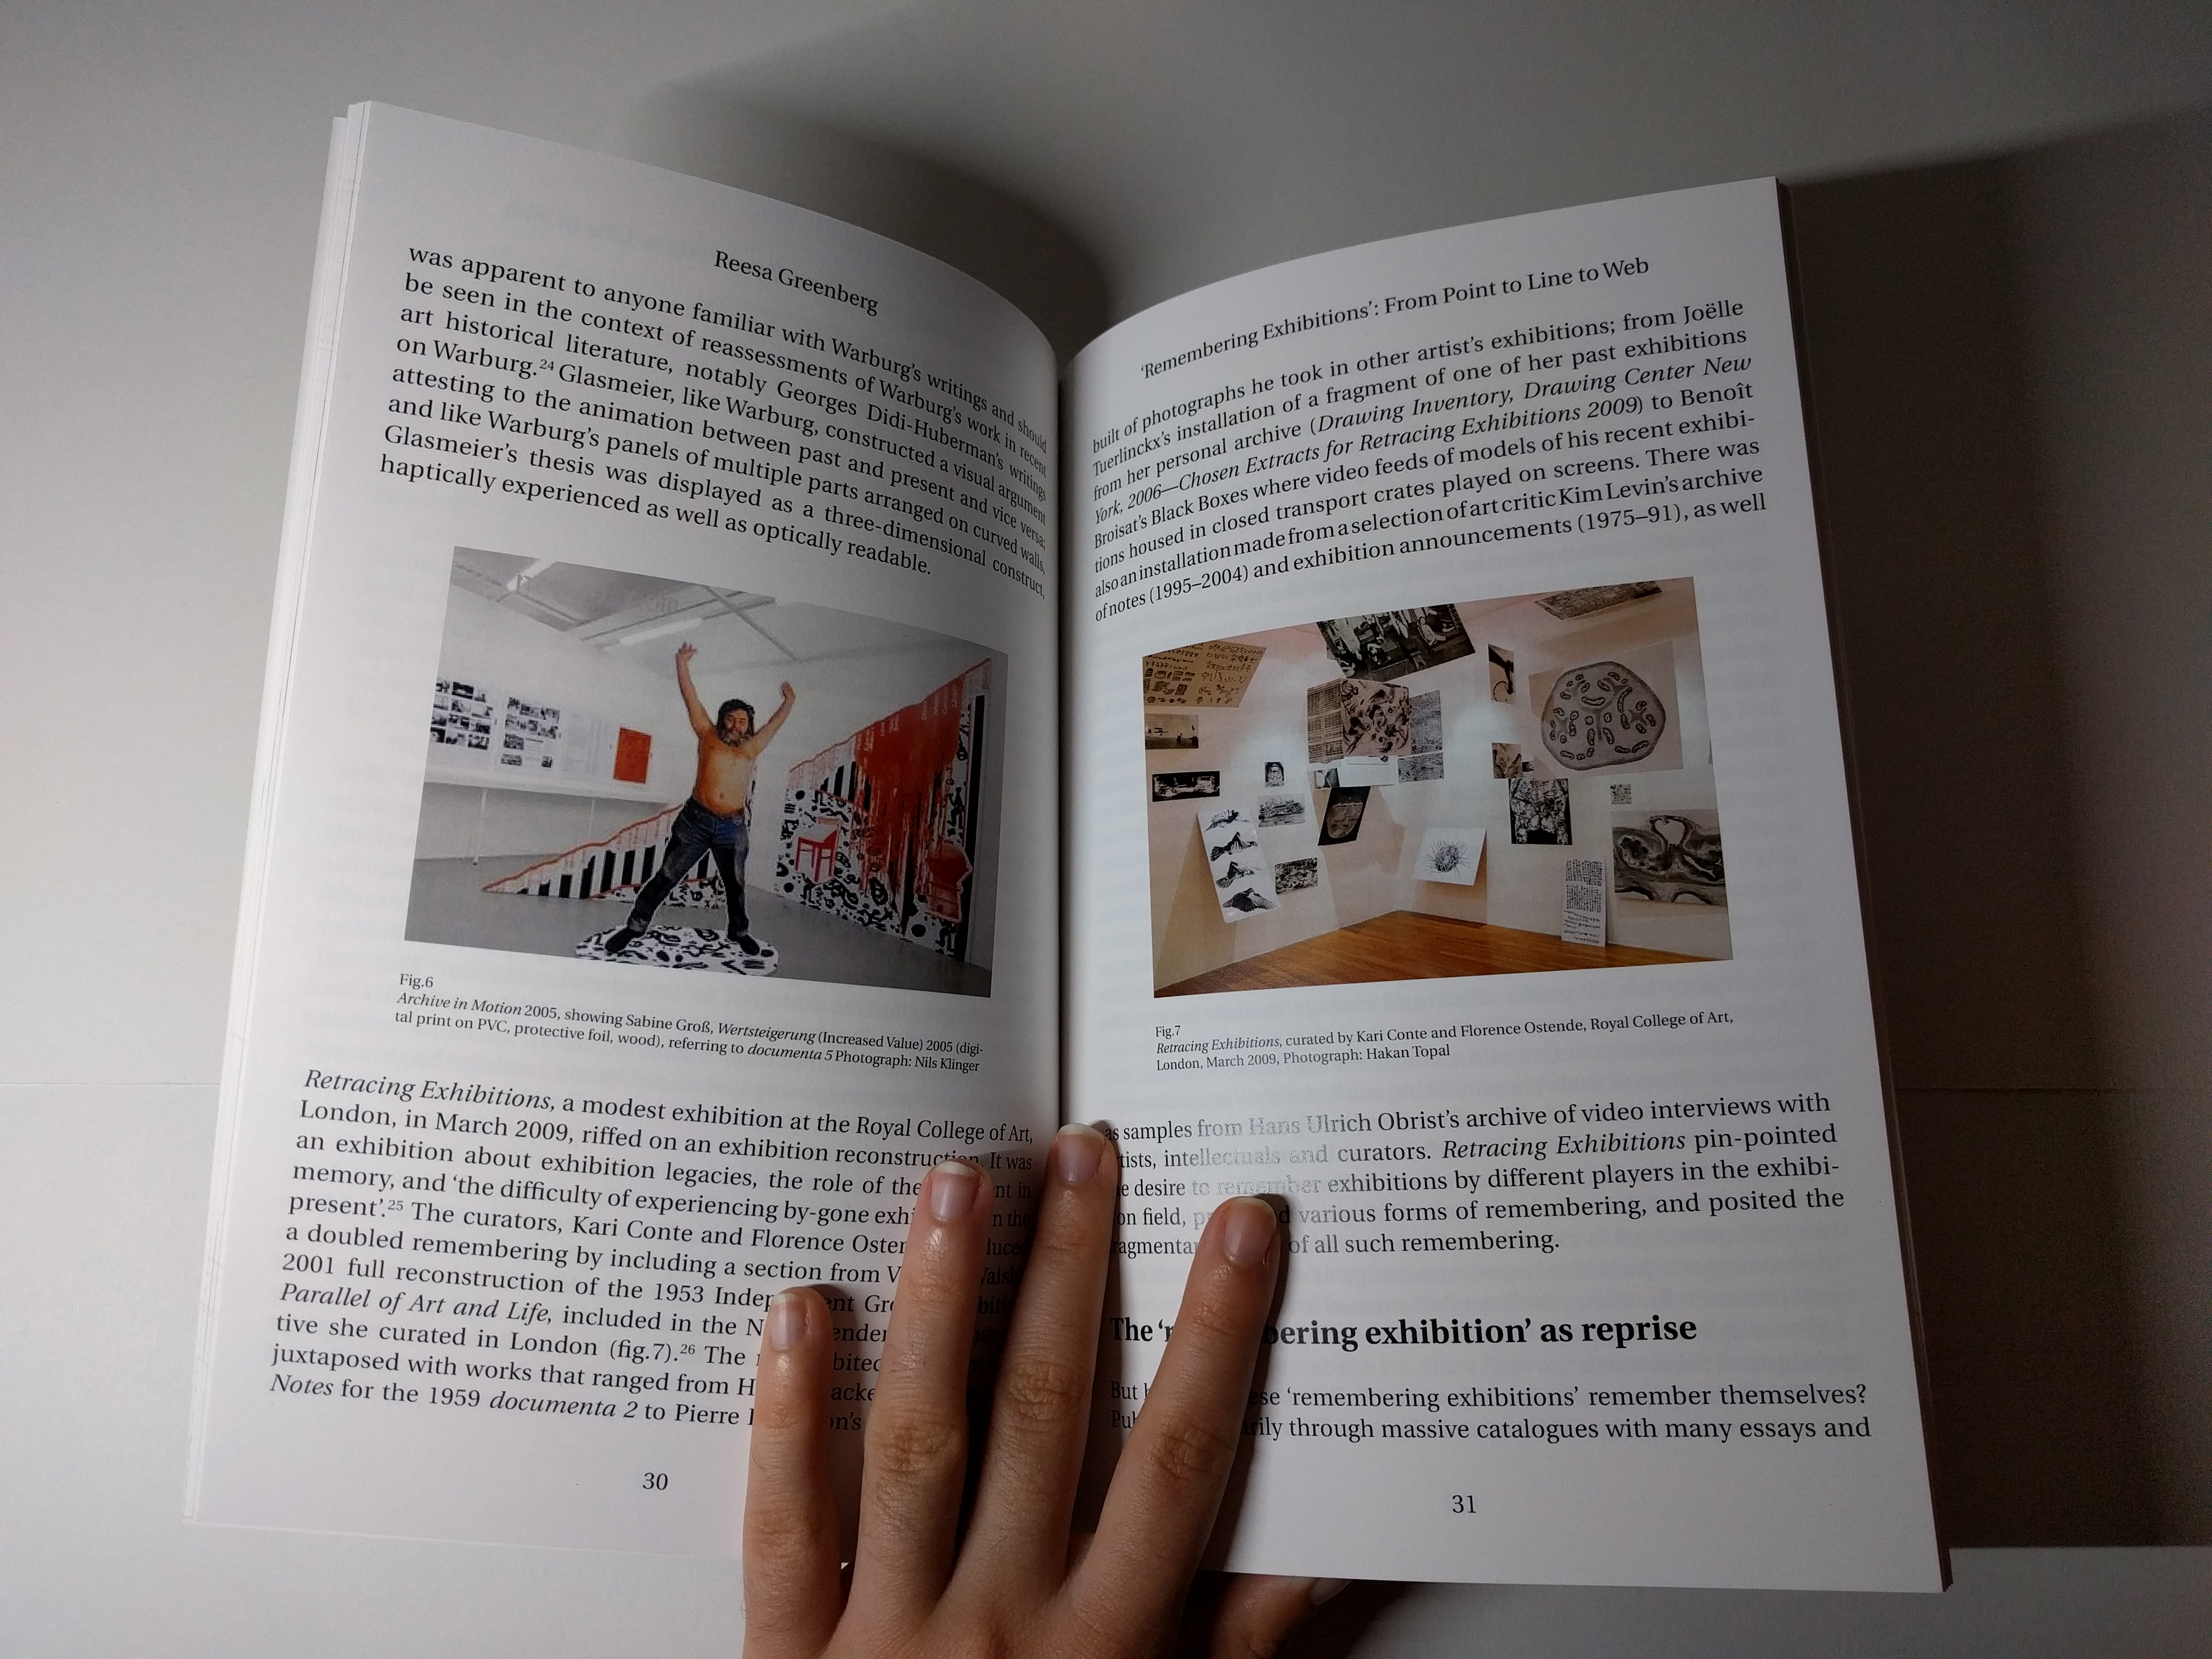 Reesa Greenberg
was apparent to anyone familiar with Warburg's writings and should
be seen in the context of reassessments of Warburg's work in recent
art historical literature, notably Georges Didi-Huberman's writings
on Warburg.24 Glasmeier, like Warburg, constructed a visual argument
attesting to the animation between past and present and vice versa;
and like Warburg's panels of multiple parts arranged on curved walls,
Glasmeier's thesis was displayed as a three-dimensional construct,
haptically experienced as well as optically readable.
Fig.6
Archive in Motion 2005, showing Sabine Groß, Wertsteigerung (Increased Value) 2005 (digi-
tal print on PVC, protective foil, wood), referring to documenta 5 Photograph: Nils Klinger
Retracing Exhibitions, a modest exhibition at the Royal College of Art,
London, in March 2009, riffed on an exhibition reconstruction. It was
an exhibition about exhibition legacies, the role of the in
memory, and 'the difficulty of experiencing by-gone in the
present'.25 The curators, Kari Conte and Florence
a doubled remembering by including a section from
2001 full reconstruction of the 1953
Parallel of Art and Life, included in the
tive she curated in London (fig.7).26 The
juxtaposed with works that ranged from
Notes for the 1959 documenta 2 to Pierre
30
'Remembering Exhibitions': From Point to Line to Web
built of photographs he took in other artist's exhibitions; from Joëlle
Tuerlinckx's installation of a fragment of one of her past exhibitions
from her personal archive (Drawing Inventory, Drawing Center New
York, 2006—Chosen Extracts for Retracing Exhibitions 2009) to Benoît
Broisat's Black Boxes where video feeds of models of his recent exhibi-
tions housed in closed transport crates played on screens. There was
also an installation made from a selection of art critic Kim Levin's archive
of notes (1995–2004) and exhibition announcements (1975–91), as well
Fig.7
Retracing Exhibitions, curated by Kari Conte and Florence Ostende, Royal College of Art,
London, March 2009, Photograph: Hakan Topal
as samples from Hans Ulrich Obrist's archive of video interviews with
intellectuals and curators. Retracing Exhibitions pin-pointed
desire to remember exhibitions by different players in the exhibi-
field, various forms of remembering, and posited the
of all such remembering.
The exhibition' as reprise
But 'remembering exhibitions' remember themselves?
through massive catalogues with many essays and
31